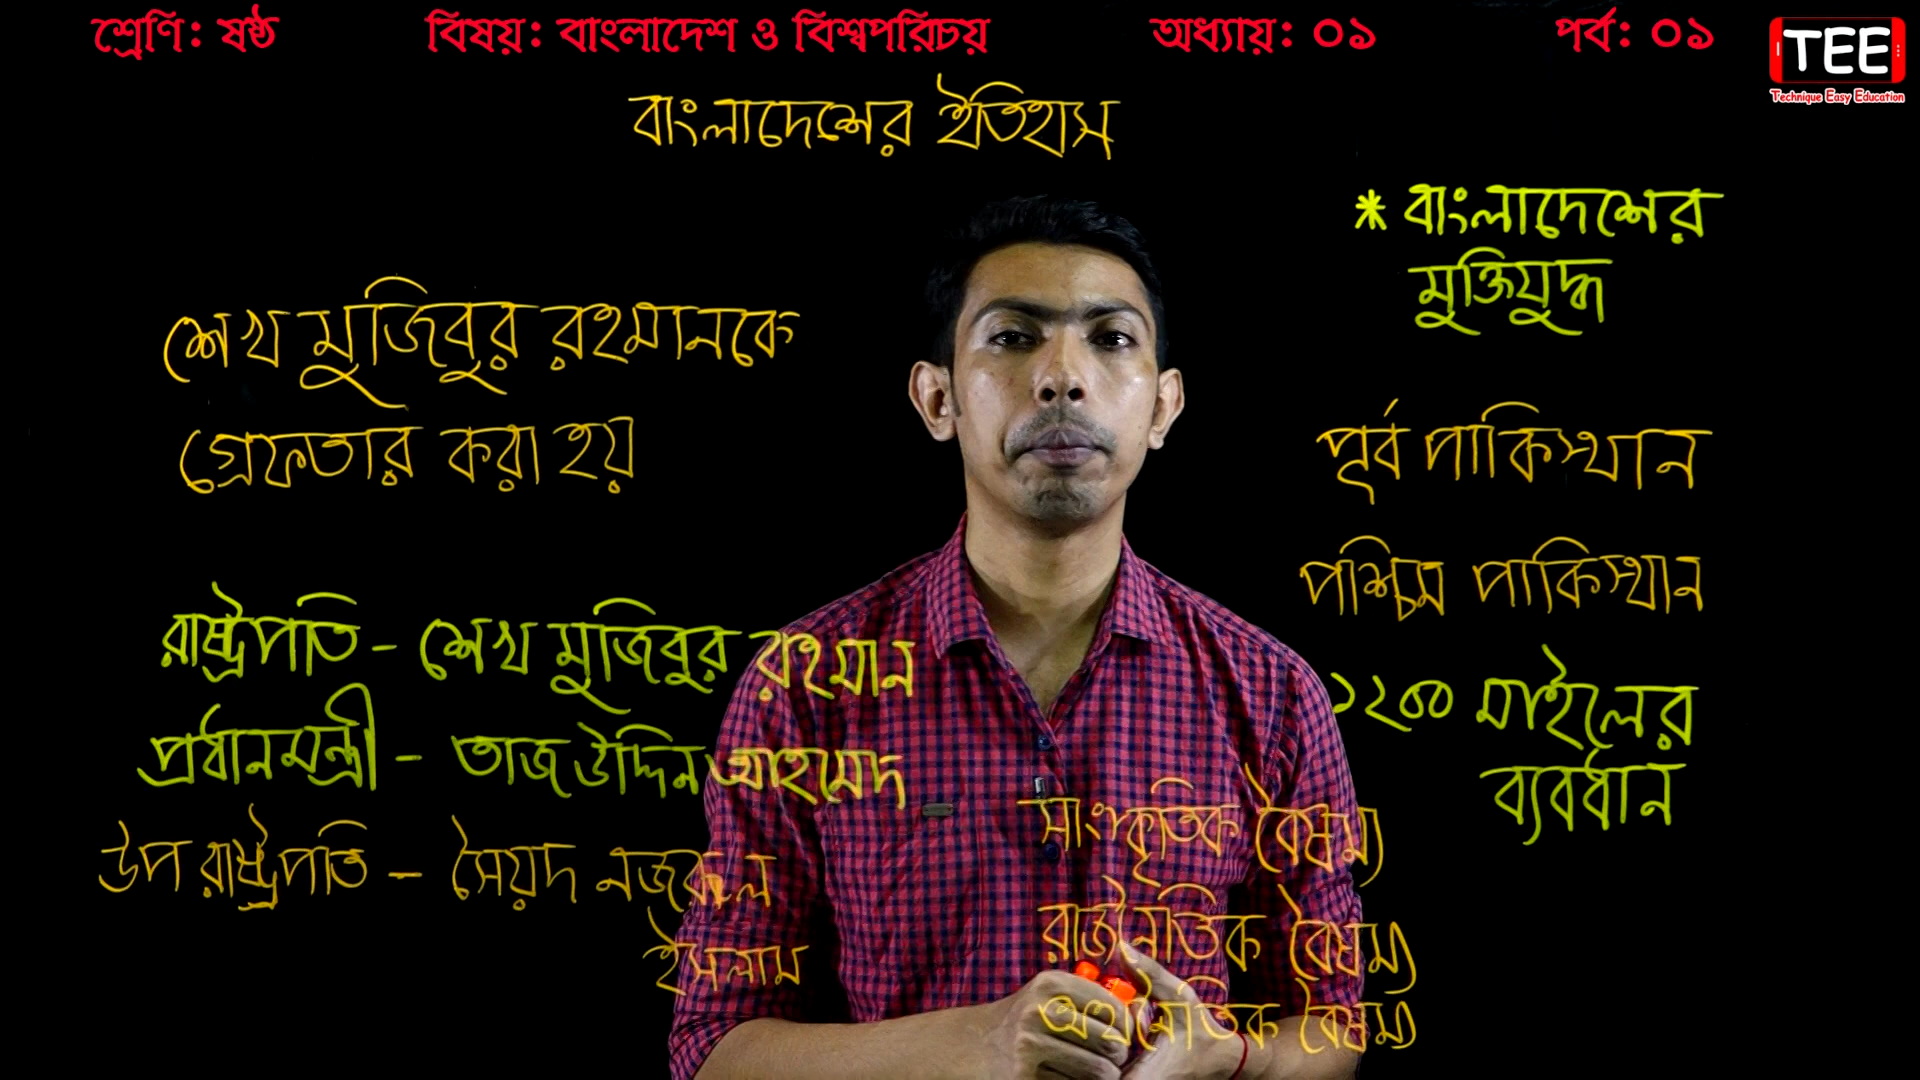 শ্রেণি: ষষ্ঠ
বিষয়: বাংলাদেশ ও বিশ্বপরিচয়
অধ্যায়: ০১
পর্ব: ০১
TEE
Technique Easy Education
বাংলাদেশের ইতিহাস
শেখ মুজিবুর রহমানকে
গ্রেফতার করা হয়
রাষ্ট্রপতি - শেখ মুজিবুর রহমান
প্রধানমন্ত্রী - তাজউদ্দিন আহমেদ
উপ রাষ্ট্রপতি - সৈয়দ নজরুল
ইসলাম
* বাংলাদেশের
মুক্তিযুদ্ধ
পূর্ব পাকিস্থান
পশ্চিম পাকিস্থান
১২০০ মাইলের
ব্যবধান
সাংস্কৃতিক বৈষম্য
রাজনৈতিক বৈষম্য
অর্থনৈতিক বৈষম্য